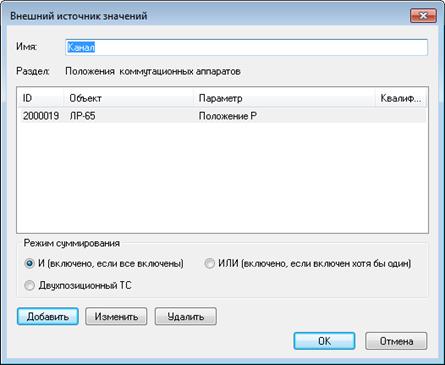 Внешний источник значений
Имя: Канал
Раздел: Положения коммутационных аппаратов
ID Объект Параметр Квалиф...
2000019 ЛР-65 Положение Р
Режим суммирования
И (включено, если все включены) ИЛИ (включено, если включен хотя бы один)
Двухпозиционный ТС
Добавить Изменить Удалить
ОК Отмена